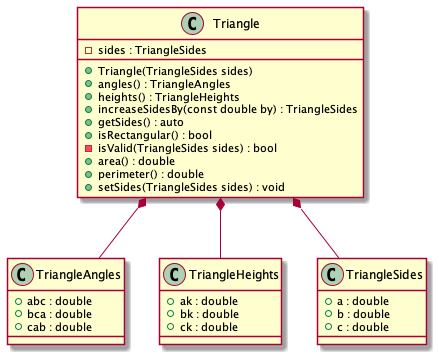 C Triangle
sides : TriangleSides
Triangle(TriangleSides sides)
angles() : TriangleAngles
heights() : TriangleHeights
increaseSidesBy(const double by) : TriangleSides
getSides() : auto
isRectangular() : bool
isValid(TriangleSides sides) : bool
area() : double
perimeter() : double
setSides(TriangleSides sides) : void
C TriangleAngles
abc : double
bca : double
cab : double
C TriangleHeights
ak : double
bk : double
ck : double
C TriangleSides
a : double
b : double
c : double